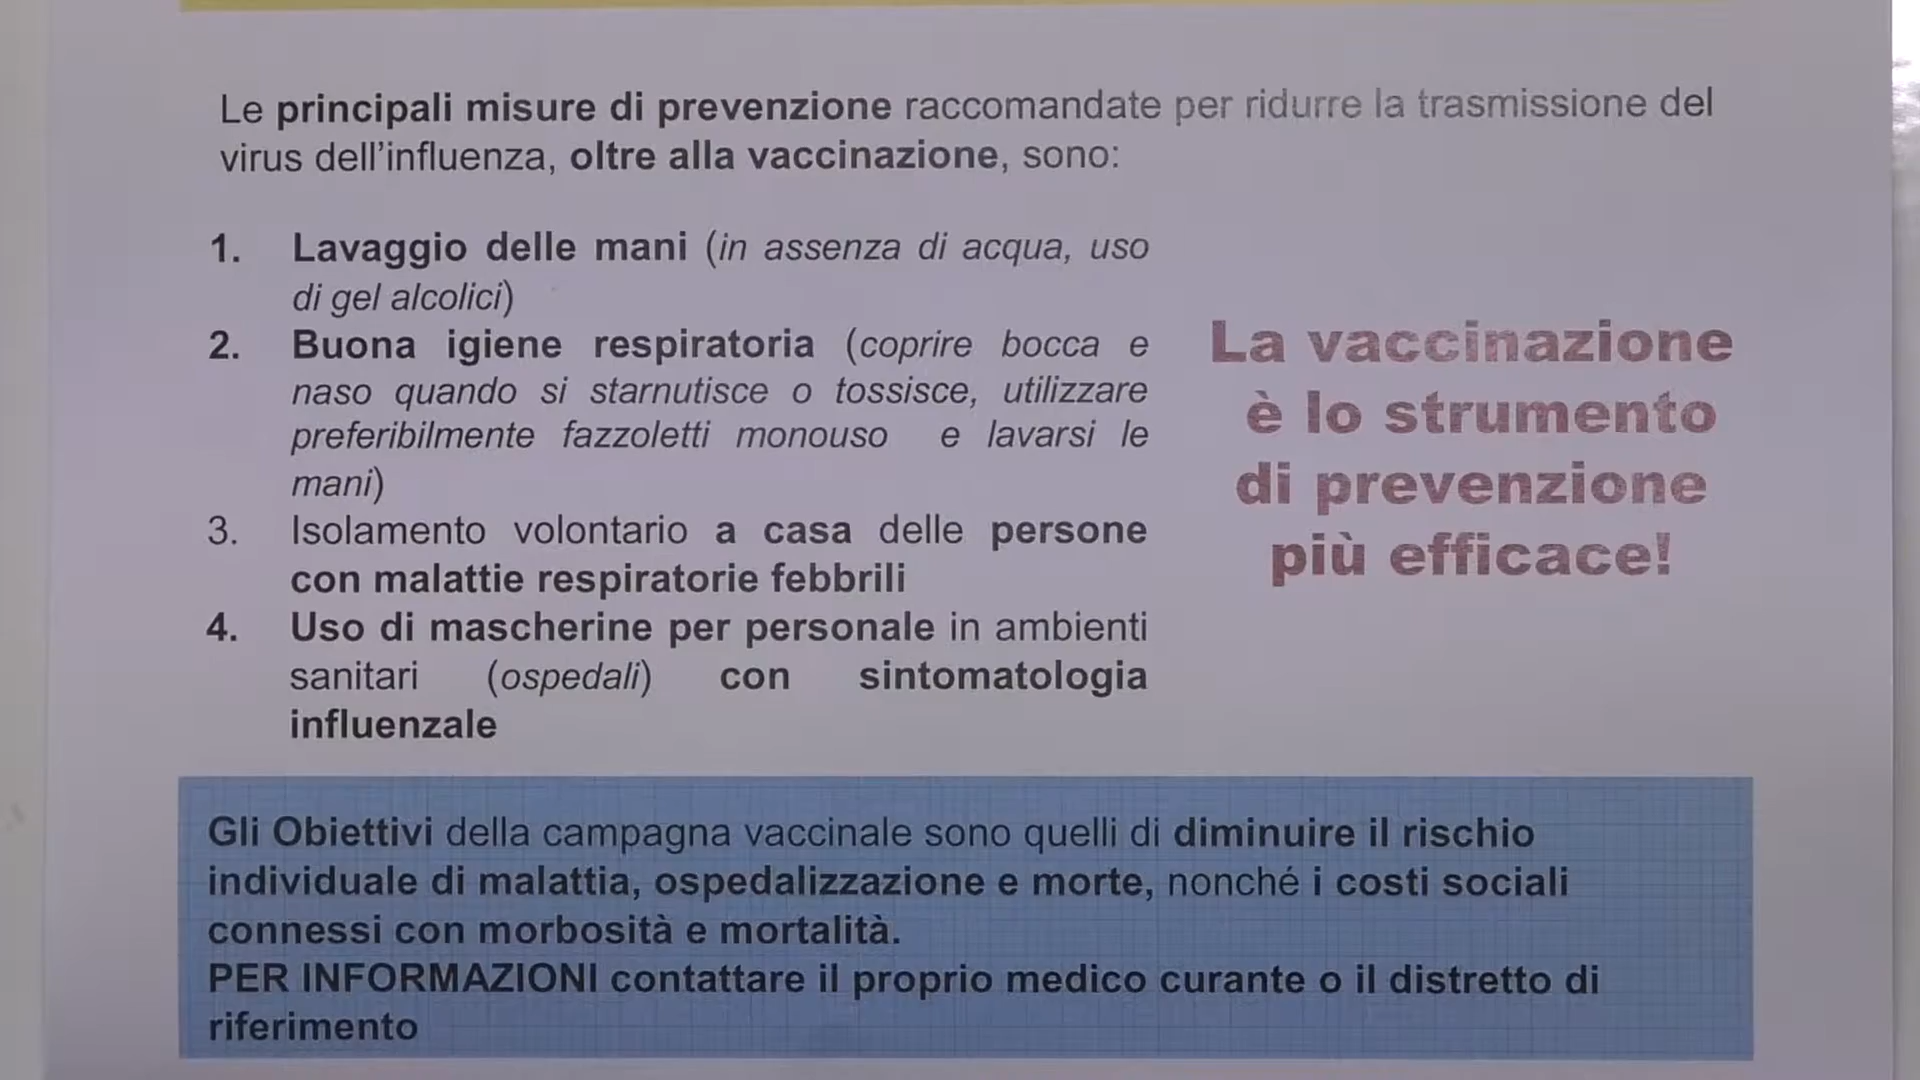 Le principali misure di prevenzione raccomandate per ridurre la trasmissione del
virus dell'influenza, oltre alla vaccinazione, sono:
1. Lavaggio delle mani (in assenza di acqua, uso
di gel alcolici)
2. Buona igiene respiratoria (coprire bocca e
naso quando si starnutisce o tossisce, utilizzare
preferibilmente fazzoletti monouso e lavarsi le
mani)
3. Isolamento volontario a casa delle persone
con malattie respiratorie febbrili
4. Uso di mascherine per personale in ambienti
sanitari (ospedali) con sintomatologia
influenzale
La vaccinazione
è lo strumento
di prevenzione
più efficace!
Gli Obiettivi della campagna vaccinale sono quelli di diminuire il rischio
individuale di malattia, ospedalizzazione e morte, nonché i costi sociali
connessi con morbosità e mortalità.
PER INFORMAZIONI contattare il proprio medico curante o il distretto di
riferimento